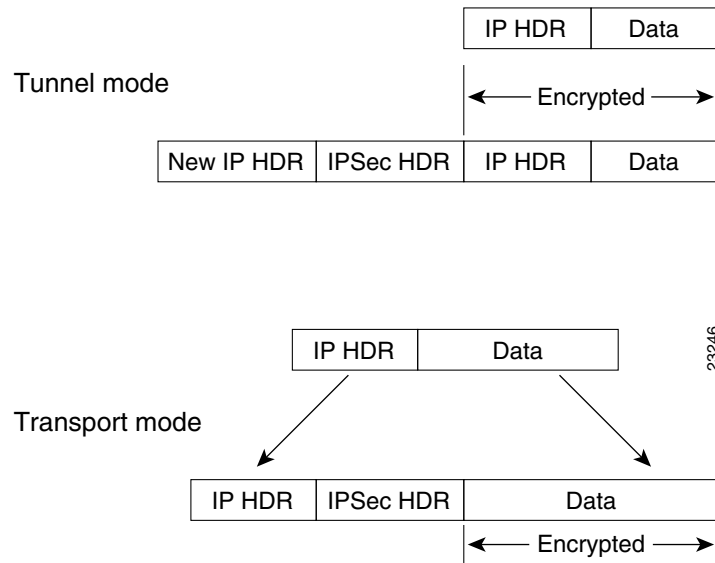 IP HDR Data
Tunnel mode
Encrypted
New IP HDR IPSec HDR IP HDR Data
IP HDR Data
23246
Transport mode
IP HDR IPSec HDR Data
Encrypted